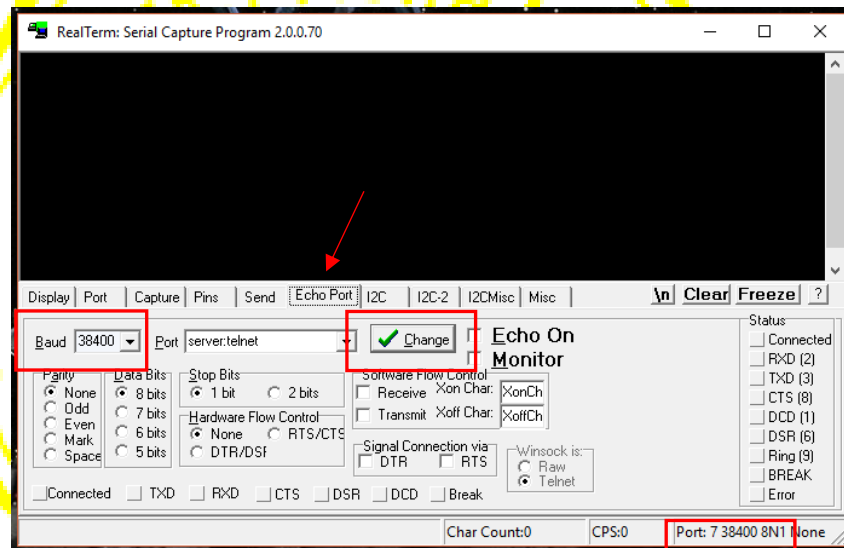 RealTerm: Serial Capture Program 2.0.0.70
Display Port Capture Pins Send Echo Port I2C I2C-2 I2CMisc Misc \n Clear Freeze ?
Baud 38400 Port server:telnet Change Echo On
Monitor
Status
Connected
RXD (2)
TXD (3)
CTS (8)
DCD (1)
DSR (6)
Ring (9)
BREAK
Error
Parity
None
Odd
Even
Mark
Space
Data Bits
8 bits
7 bits
6 bits
5 bits
Stop Bits
1 bit 2 bits
Hardware Flow Control
None RTS/CTS
DTR/DSF
Software Flow Control
Receive Xon Char: XonCh
Transmit Xoff Char: XoffCh
Signal Connection via
DTR RTS
Winsock is:
Raw
Telnet
Connected TXD RXD CTS DSR DCD Break
Char Count:0 CPS:0 Port: 7 38400 8N1 None